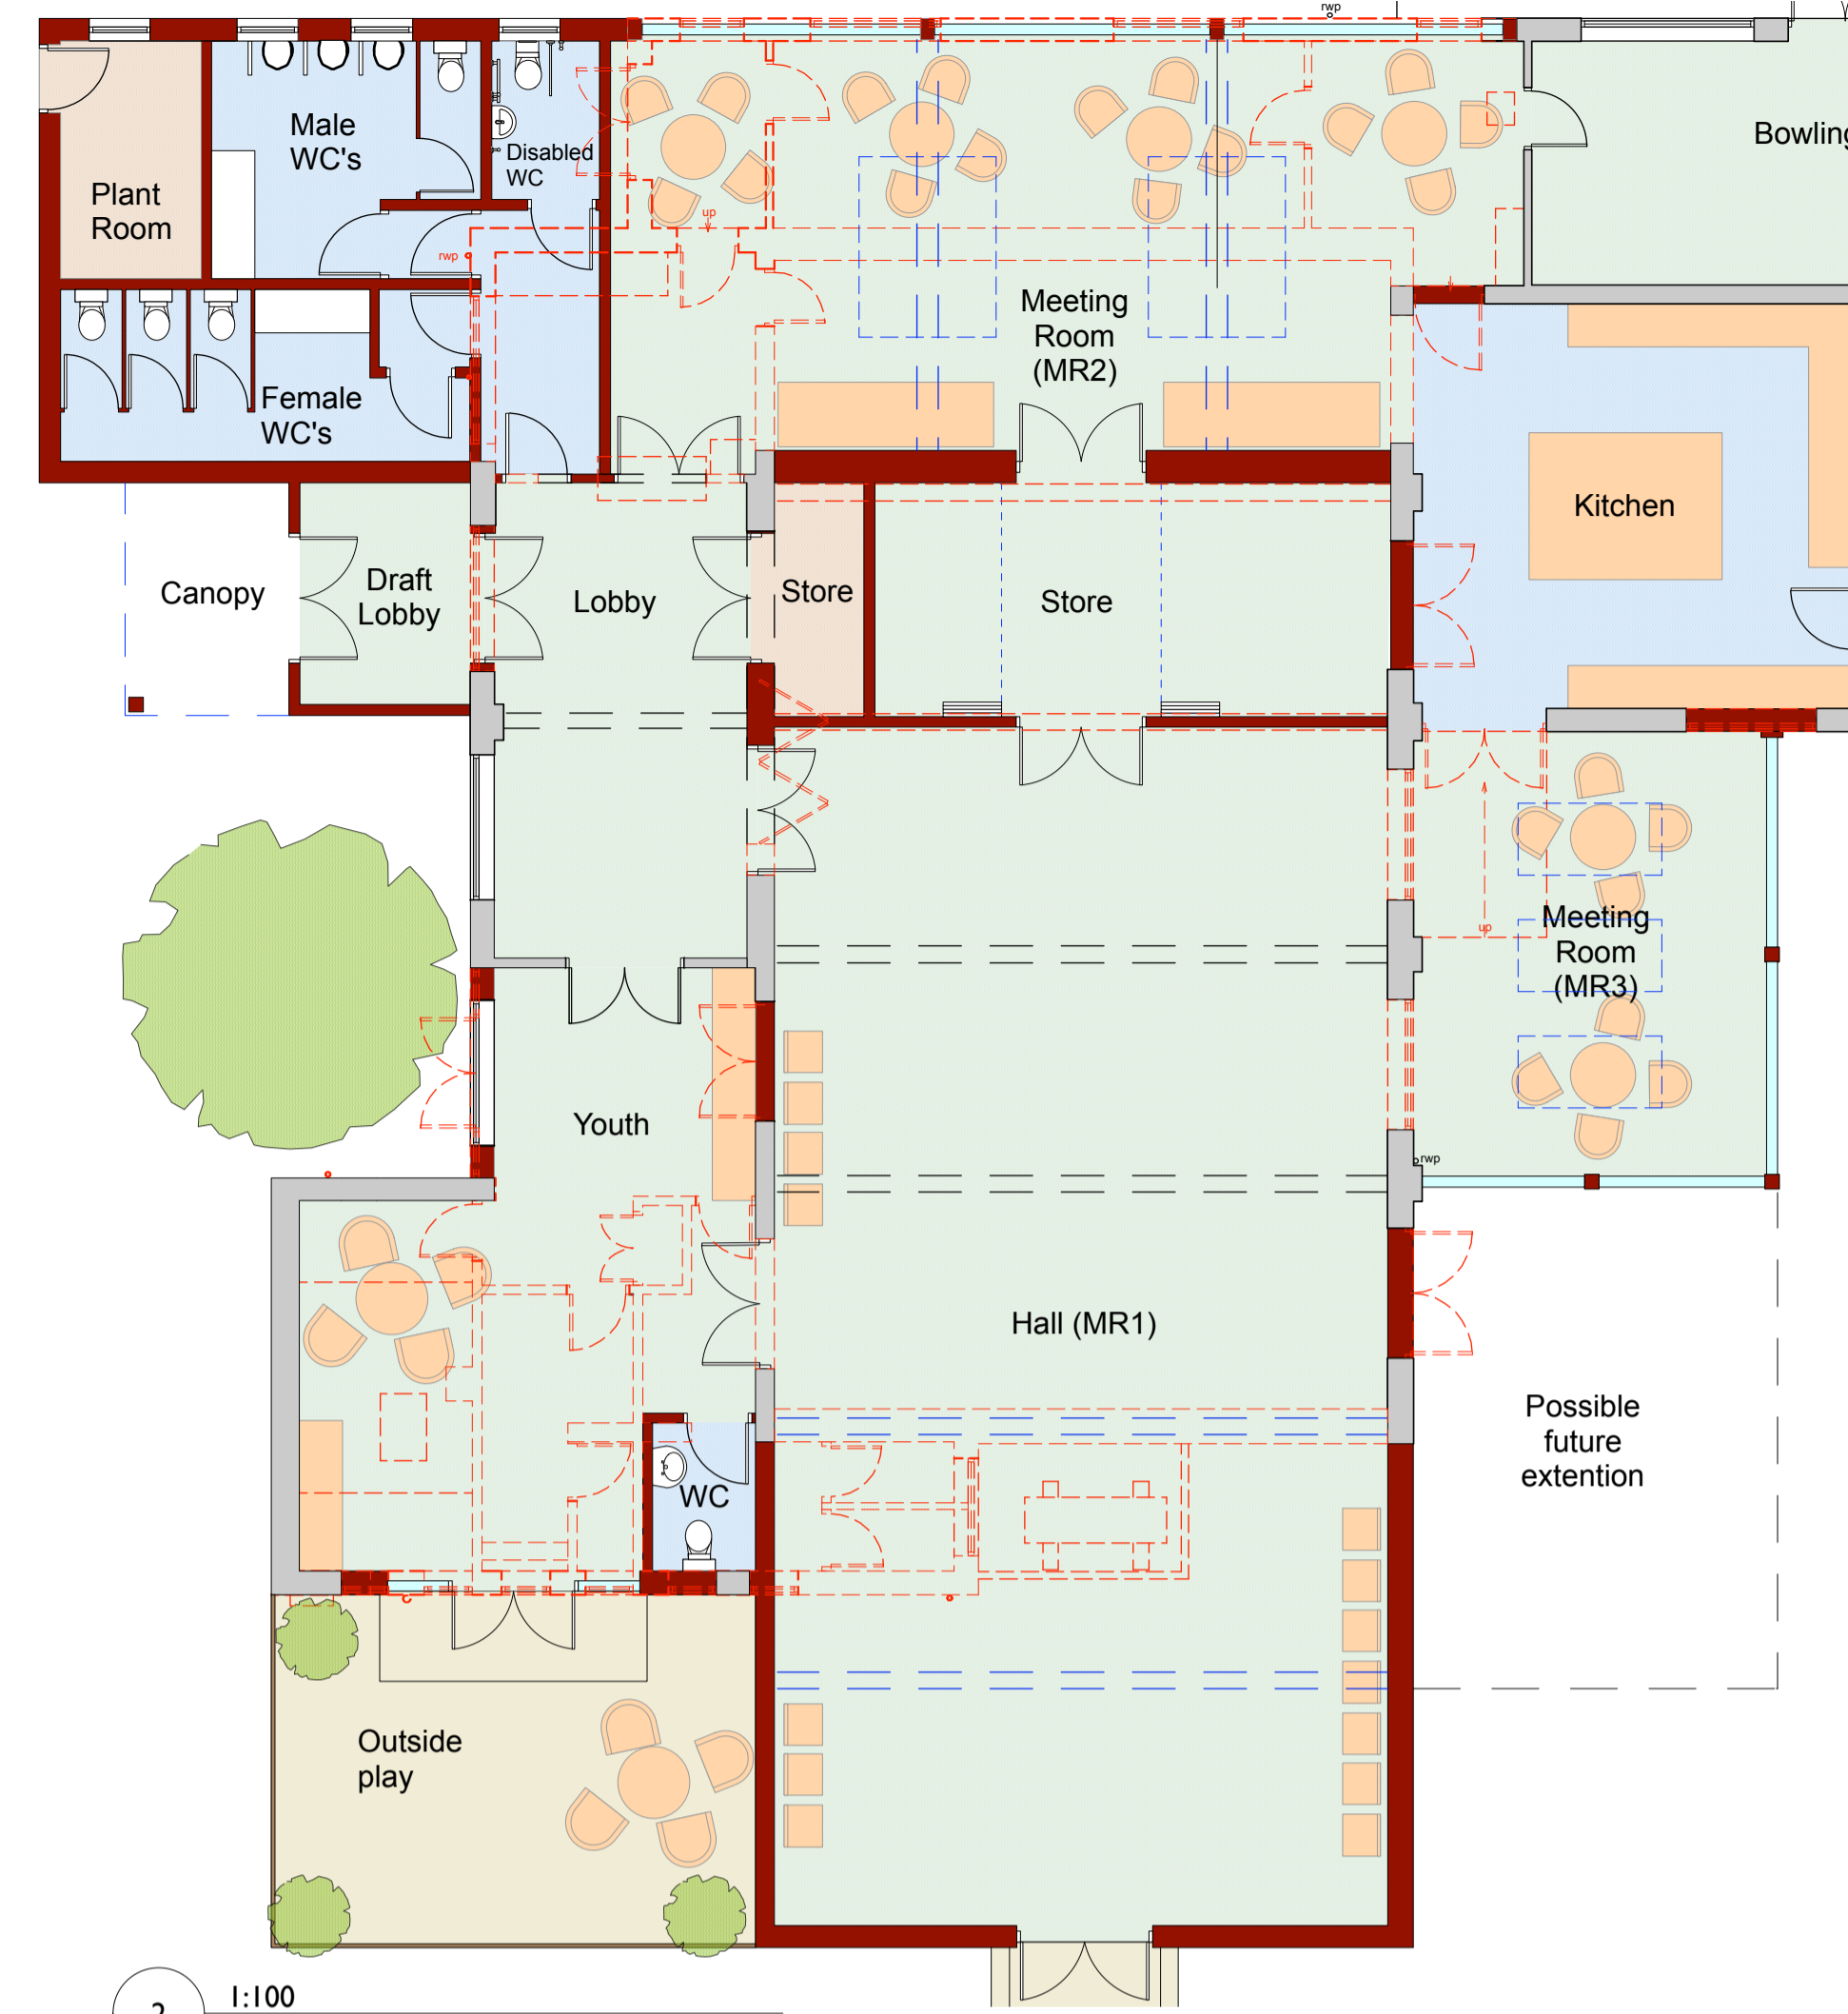 rwp
Male
WC's
Disabled
WC
Plant
Room
up
rwp
Meeting
Room
(MR2)
Female
WC's
Kitchen
Canopy
Draft
Lobby
Lobby
Store
Store
up
Meeting
Room
(MR3)
Youth
rwp
Hall (MR1)
Possible
future
extention
WC
Outside
play
1:100